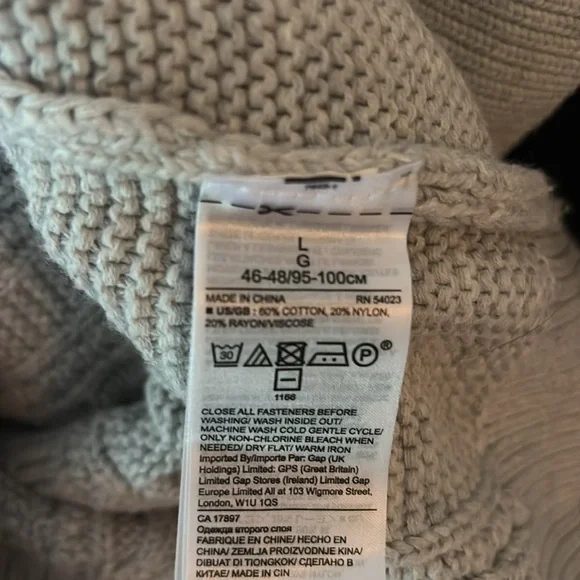 L
G
46-48/95-100CM
MADE IN CHINA RN 54023
■ US/GB : 60% COTTON, 20% NYLON,
20% RAYON/VISCOSE
30 P ®
1166
CLOSE ALL FASTENERS BEFORE
WASHING/ WASH INSIDE OUT/
MACHINE WASH COLD GENTLE CYCLE/
ONLY NON-CHLORINE BLEACH WHEN
NEEDED/ DRY FLAT/ WARM IRON
Imported By/Importe Par: Gap (UK
Holdings) Limited: GPS (Great Britain)
Limited Gap Stores (Ireland) Limited Gap
Europe Limited All at 103 Wigmore Street,
London, W1U 1QS
CA 17897
Одежда второго слоя
FABRIQUÉ EN CHINE/ HECHO EN
CHINA/ ZEMLJA PROIZVODNJE KINA/
DIBUAT DI TIONGKOK/ СДЕЛАНО В
КИТАЕ/ MADE IN CIN